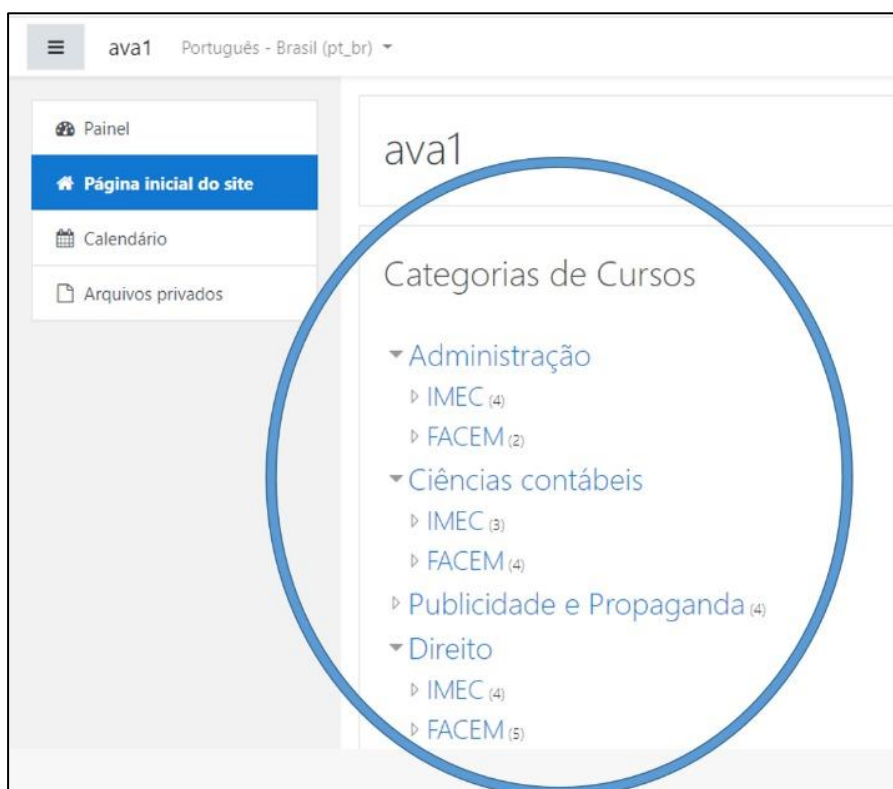 ava1 Português - Brasil (pt_br)
Painel
Página inicial do site
Calendário
Arquivos privados
ava1
Categorias de Cursos
Administração
IMEC (4)
FACEM (2)
Ciências contábeis
IMEC (3)
FACEM (4)
Publicidade e Propaganda (4)
Direito
IMEC (4)
FACEM (5)